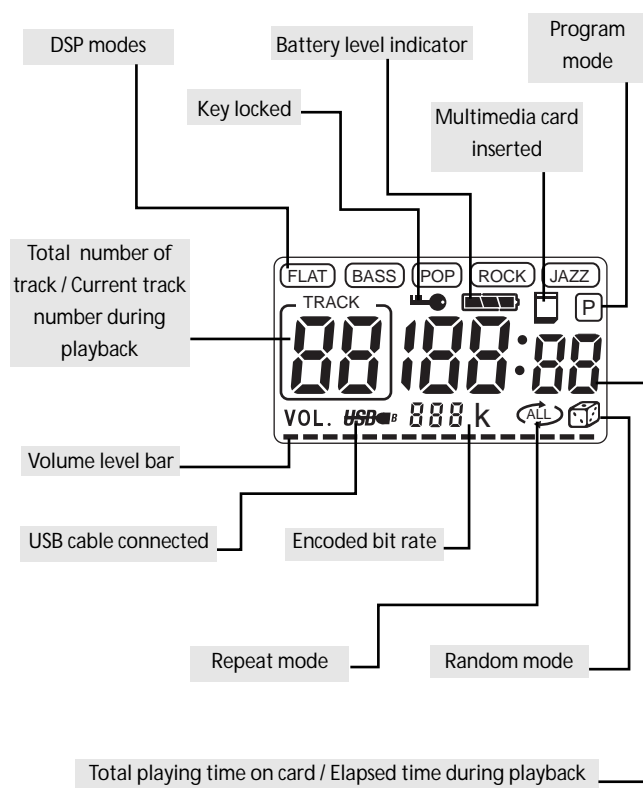 Program
mode
DSP modes
Battery level indicator
Key locked
Multimedia card
inserted
Total number of
track / Current track
number during
playback
FLAT BASS POP ROCK JAZZ
TRACK
P
88 188:88
VOL. USB B 888 k ALL
Volume level bar
USB cable connected
Encoded bit rate
Repeat mode
Random mode
Total playing time on card / Elapsed time during playback